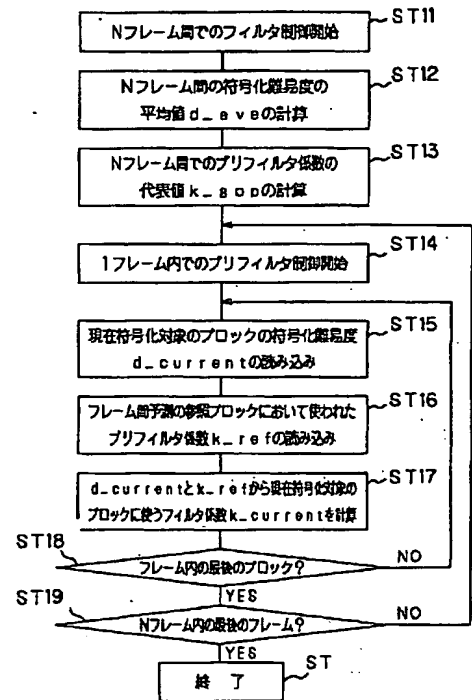 Nフレーム間でのフィルタ制御開始
ST11
Nフレーム間の符号化難易度の
平均値d_aveの計算
ST12
Nフレーム間でのプリフィルタ係数の
代表値k_gopの計算
ST13
1フレーム内でのプリフィルタ制御開始
ST14
現在符号化対象のブロックの符号化難易度
d_currentの読み込み
ST15
フレーム間予測の参照ブロックにおいて使われた
プリフィルタ係数k_refの読み込み
ST16
d_currentとk_refから現在符号化対象の
ブロックに使うフィルタ係数k_currentを計算
ST17
ST18
フレーム内の最後のブロック?
NO
YES
ST19
Nフレーム内の最後のフレーム?
NO
YES
終了
ST